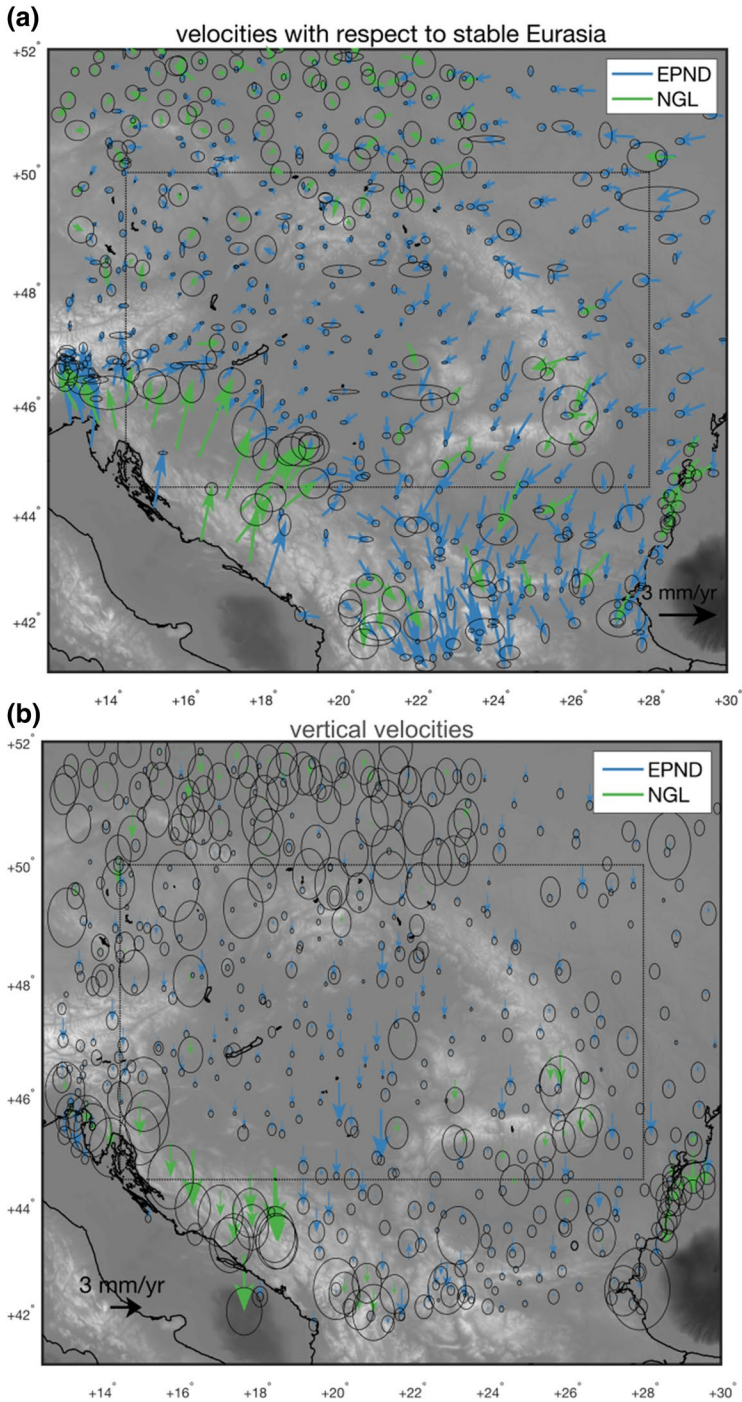 (a)
velocities with respect to stable Eurasia
+52°
EPND
NGL
+50°
+48°
+46°
+44°
3 mm/yr
+42°
+14° +16° +18° +20° +22° +24° +26° +28° +30°
(b)
vertical velocities
+52°
EPND
NGL
+50°
+48°
+46°
+44°
3 mm/yr
+42°
+14° +16° +18° +20° +22° +24° +26° +28° +30°